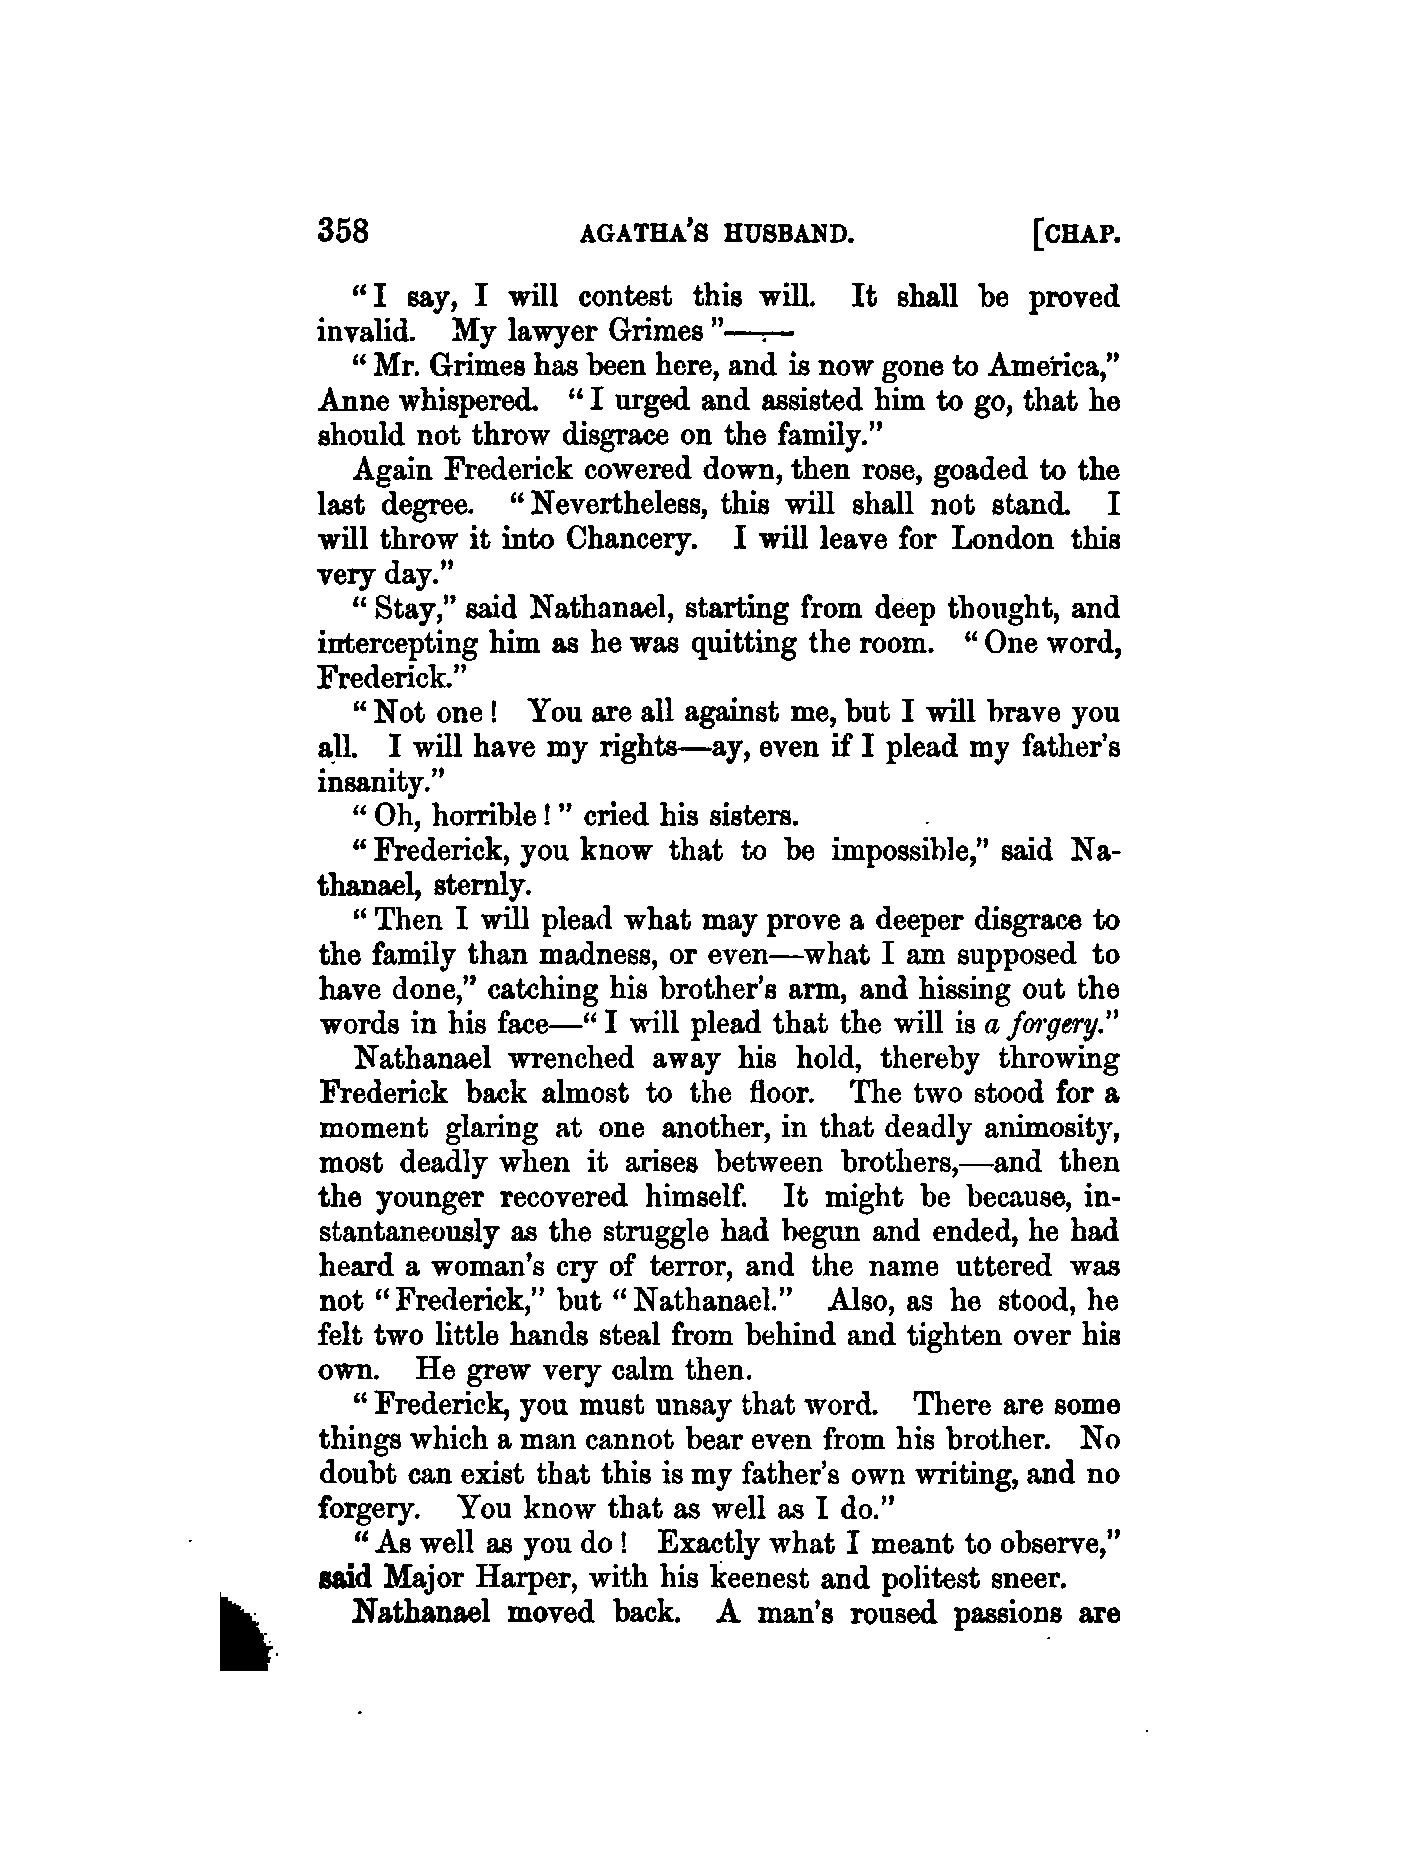 358 AGATHA'S HUSBAND. [CHAP.
"I say, I will contest this will. It shall be proved
invalid. My lawyer Grimes"——
"Mr. Grimes has been here, and is now gone to America,"
Anne whispered. "I urged and assisted him to go, that he
should not throw disgrace on the family."
Again Frederick cowered down, then rose, goaded to the
last degree. "Nevertheless, this will shall not stand. I
will throw it into Chancery. I will leave for London this
very day."
"Stay," said Nathanael, starting from deep thought, and
intercepting him as he was quitting the room. "One word,
Frederick."
"Not one! You are all against me, but I will brave you
all. I will have my rights—ay, even if I plead my father's
insanity."
"Oh, horrible!" cried his sisters.
"Frederick, you know that to be impossible," said Na-
thanael, sternly.
"Then I will plead what may prove a deeper disgrace to
the family than madness, or even—what I am supposed to
have done," catching his brother's arm, and hissing out the
words in his face—"I will plead that the will is a forgery."
Nathanael wrenched away his hold, thereby throwing
Frederick back almost to the floor. The two stood for a
moment glaring at one another, in that deadly animosity,
most deadly when it arises between brothers,—and then
the younger recovered himself. It might be because, in-
stantaneously as the struggle had begun and ended, he had
heard a woman's cry of terror, and the name uttered was
not "Frederick," but "Nathanael." Also, as he stood, he
felt two little hands steal from behind and tighten over his
own. He grew very calm then.
"Frederick, you must unsay that word. There are some
things which a man cannot bear even from his brother. No
doubt can exist that this is my father's own writing, and no
forgery. You know that as well as I do."
"As well as you do! Exactly what I meant to observe,"
said Major Harper, with his keenest and politest sneer.
Nathanael moved back. A man's roused passions are